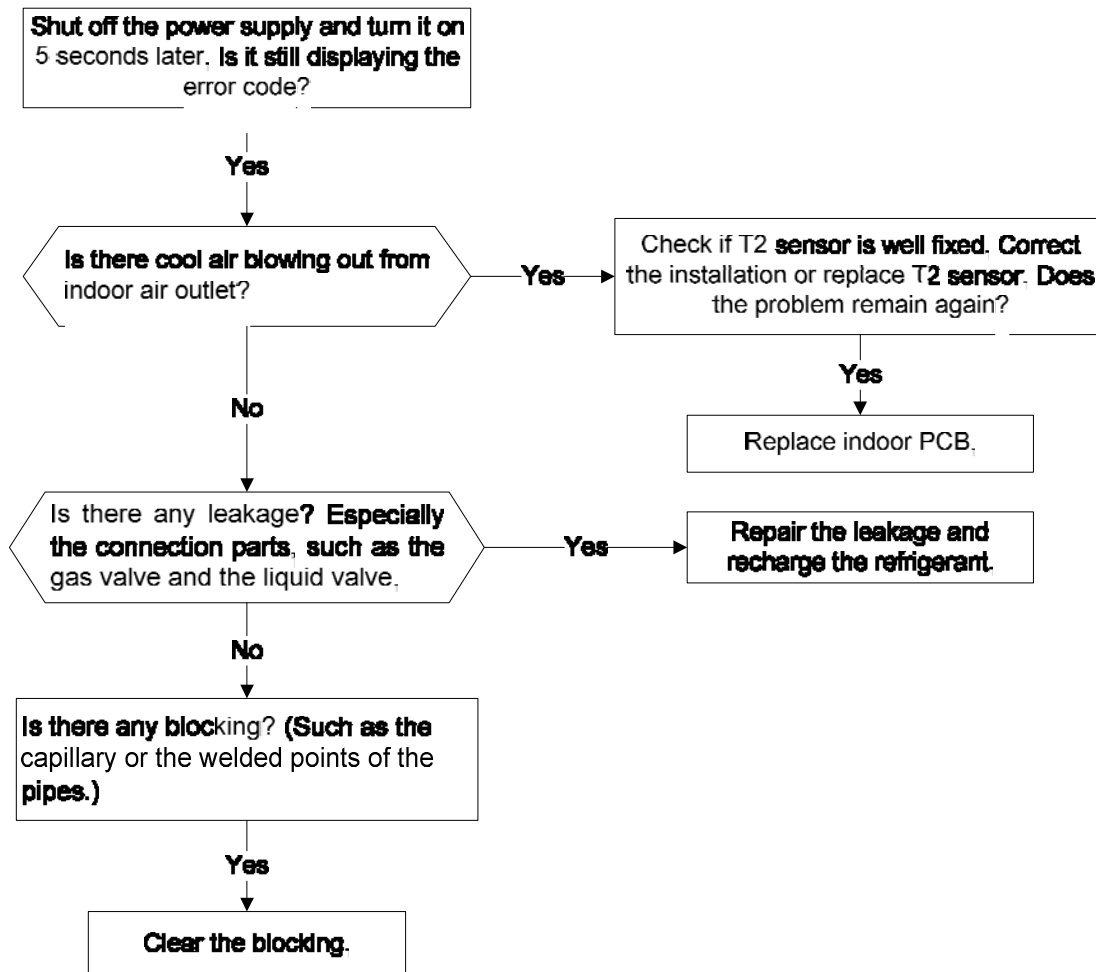 Shut off the power supply and turn it on
5 seconds later. Is it still displaying the
error code?
Yes
Is there cool air blowing out from
indoor air outlet?
Yes
Check if T2 sensor is well fixed. Correct
the installation or replace T2 sensor. Does
the problem remain again?
Yes
Replace indoor PCB.
No
Is there any leakage? Especially
the connection parts, such as the
gas valve and the liquid valve.
Yes
Repair the leakage and
recharge the refrigerant.
No
Is there any blocking? (Such as the
capillary or the welded points of the
pipes.)
Yes
Clear the blocking.